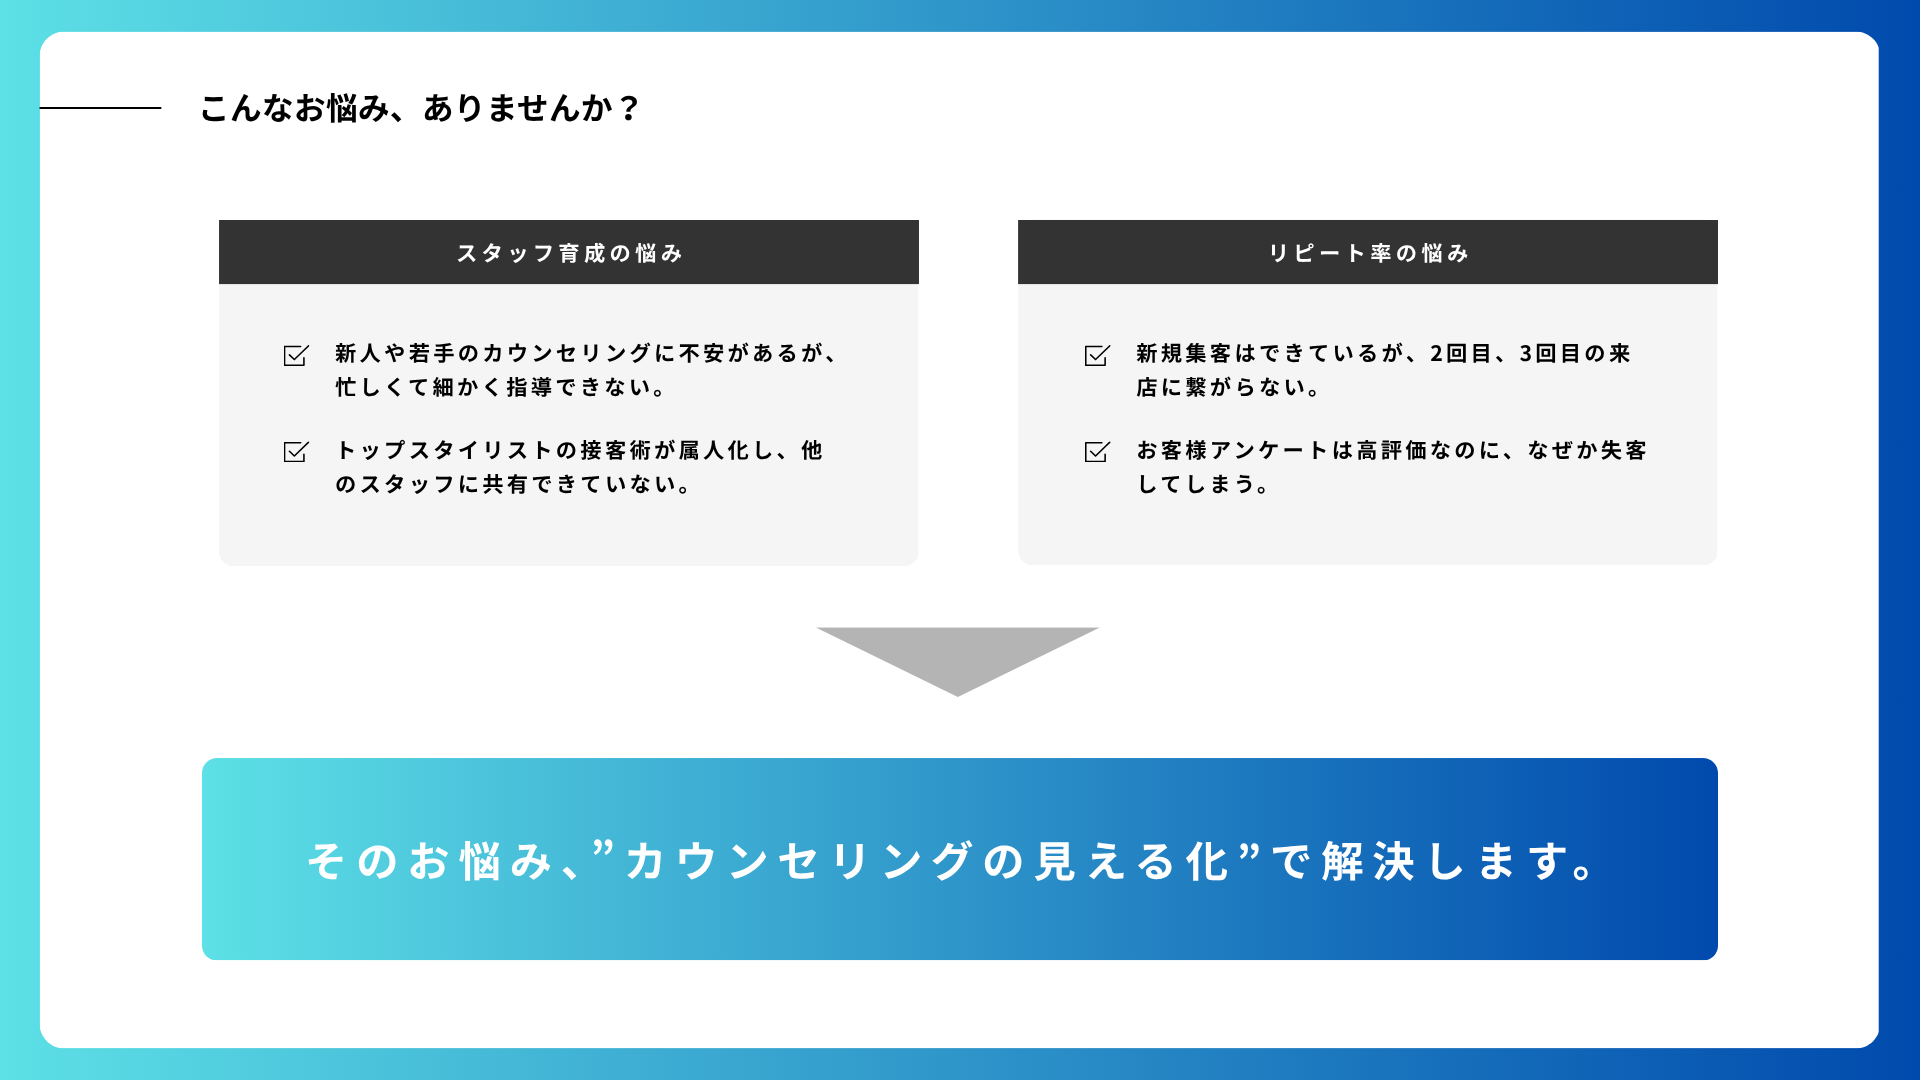 こんなお悩み、ありませんか？
スタッフ育成の悩み
新人や若手のカウンセリングに不安があるが、
忙しくて細かく指導できない。
トップスタイリストの接客術が属人化し、他
のスタッフに共有できていない。
リピート率の悩み
新規集客はできているが、2回目、3回目の来
店に繋がらない。
お客様アンケートは高評価なのに、なぜか失客
してしまう。
そのお悩み、”カウンセリングの見える化”で解決します。